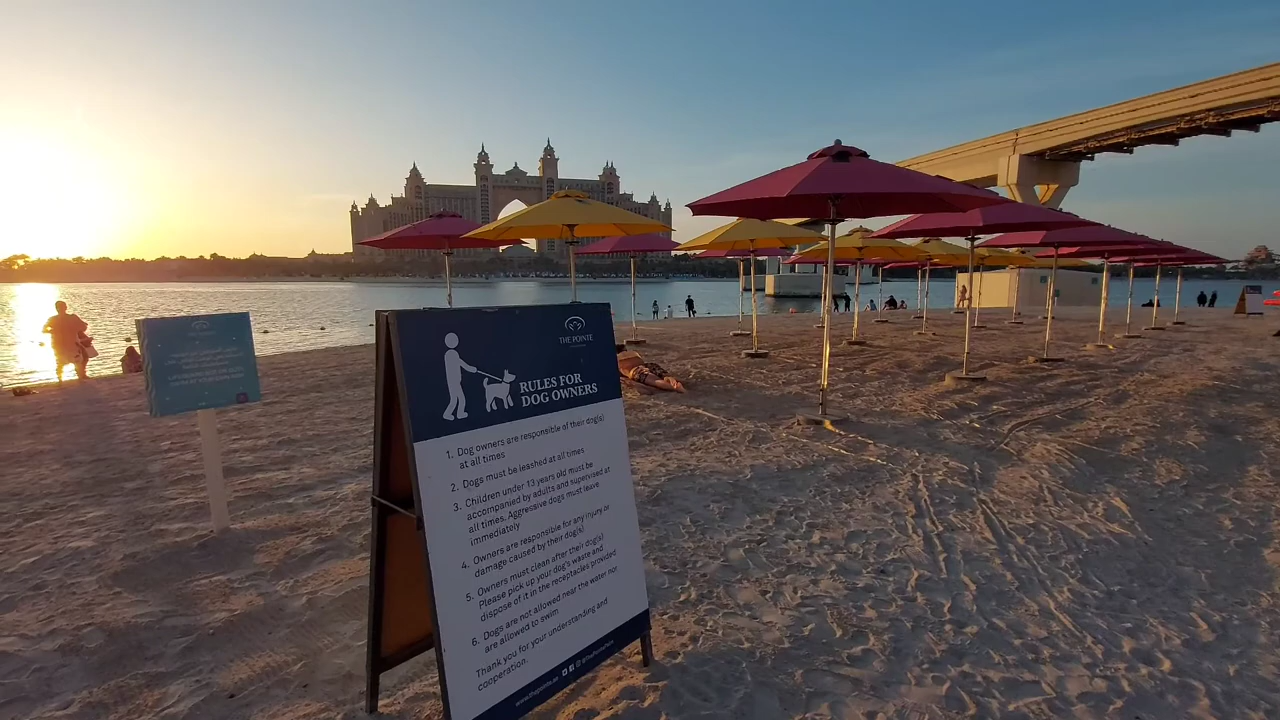 THE POINTE
RULES FOR
DOG OWNERS
1. Dog owners are responsible of their dog(s)
at all times
2. Dogs must be leashed at all times
3. Children under 13 years old must be
accompanied by adults and supervised at
all times. Aggressive dogs must leave
immediately
4. Owners are responsible for any injury or
damage caused by their dog(s)
5. Owners must clean after their dog(s)
Please pick up your dog's waste and
dispose of it in the receptacles provided
6. Dogs are not allowed near the water nor
are allowed to swim
Thank you for your understanding and
cooperation.
www.thepointe.ae